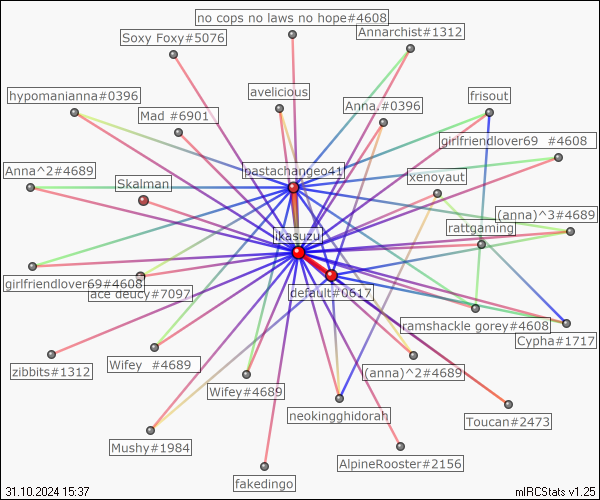 no cops no laws no hope#4608
Annarchist#1312
Soxy Foxy#5076
hypomanianna#0396
avelicious
frisout
Mad #6901
Anna.#0396
girlfriendlover69 #4608
pastachangeo41
Anna^2#4689
Skalman
xenoyaut
(anna)^3#4689
ikasuzu
rattgaming
girlfriendlover69#4608
ace deucy#7097
default#0617
ramshackle gorey#4608
Cypha#1717
zibbits#1312
Wifey #4689
(anna)^2#4689
Wifey#4689
neokingghidorah
Toucan#2473
Mushy#1984
AlpineRooster#2156
fakedingo
31.10.2024 15:37
mIRCStats v1.25